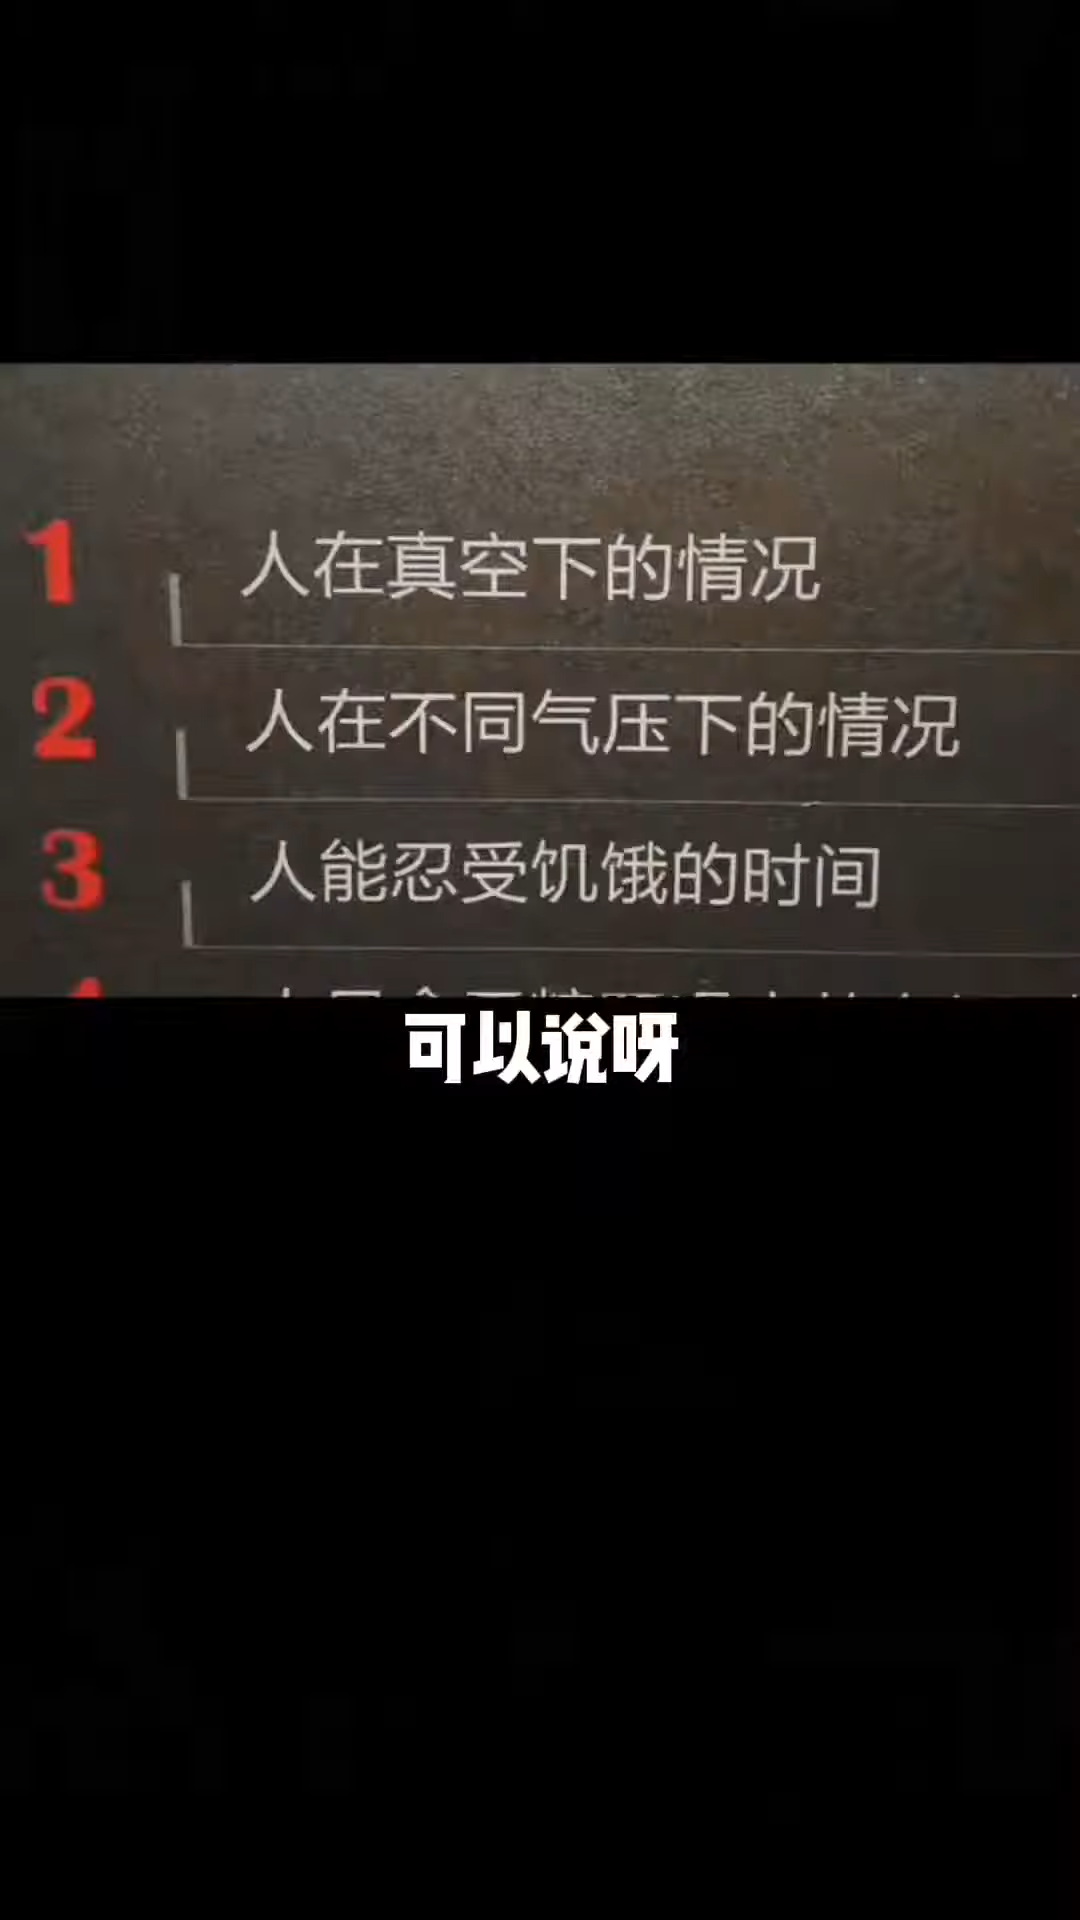 1 人在真空下的情况
2 人在不同气压下的情况
3 人能忍受饥饿的时间
可以说呀